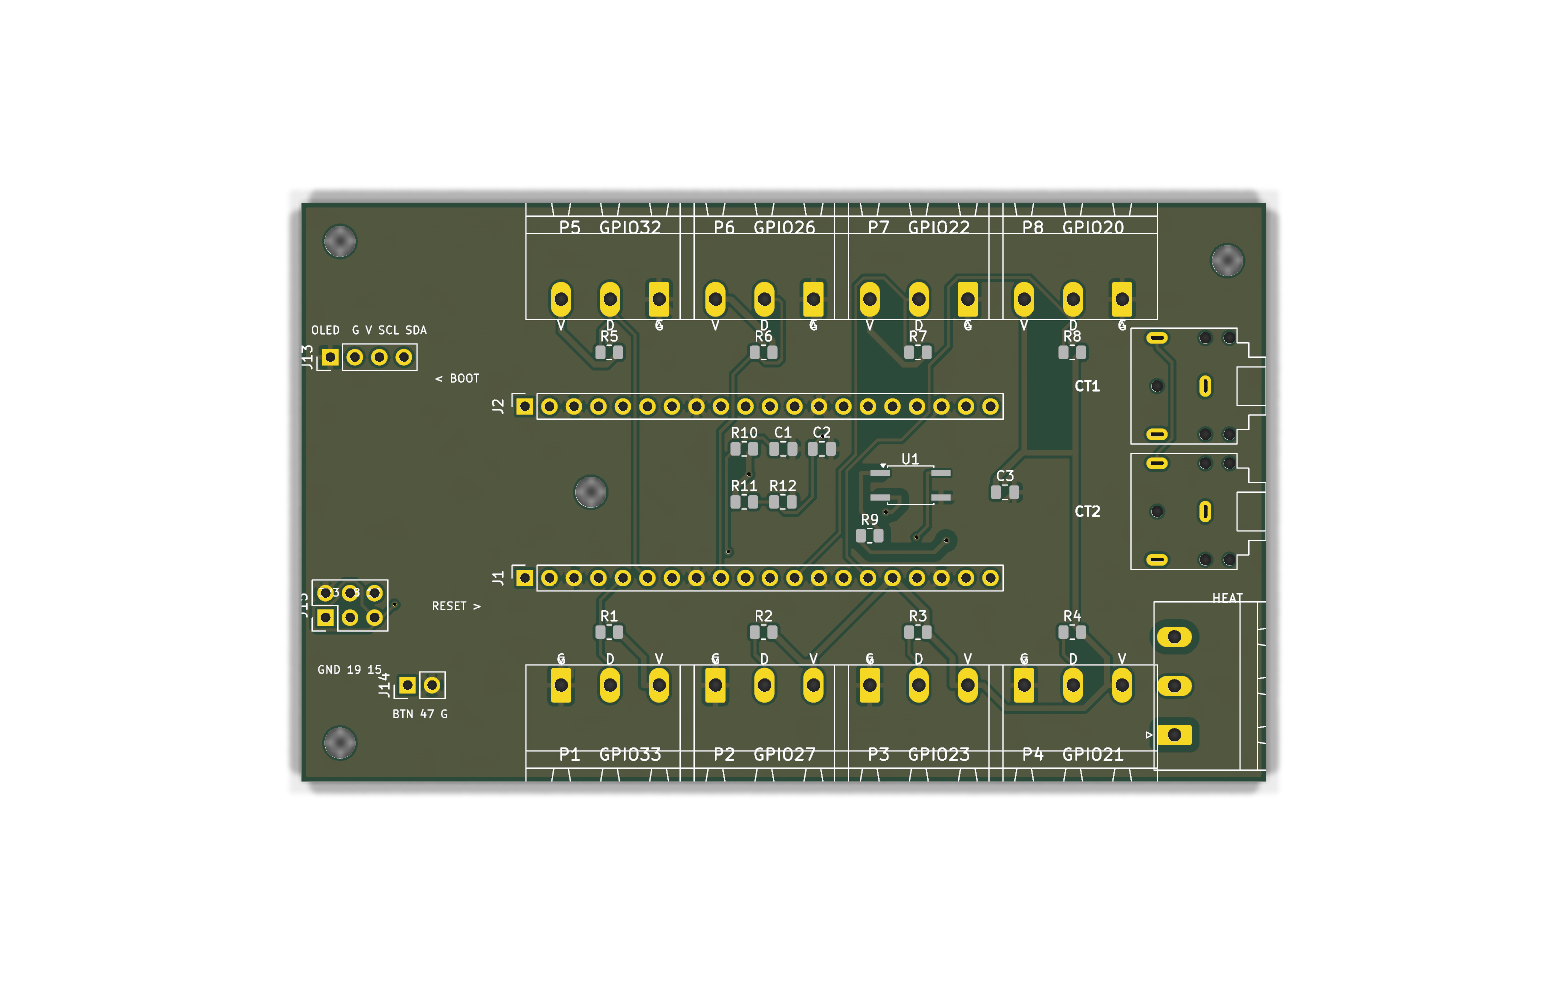 P5 GPIO32 P6 GPIO26 P7 GPIO22 P8 GPIO20
V D G V D G V D G V D G
OLED G V SCL SDA
R5 R6 R7 R8
J13
< BOOT
CT1
J2
R10 C1 C2
U1
C3
R11 R12
CT2
R9
J1
HEAT
RESET >
R1 R2 R3 R4
G D V G D V G D V G D V
GND 19 15
J14
BTN 47 G
P1 GPIO33 P2 GPIO27 P3 GPIO23 P4 GPIO21